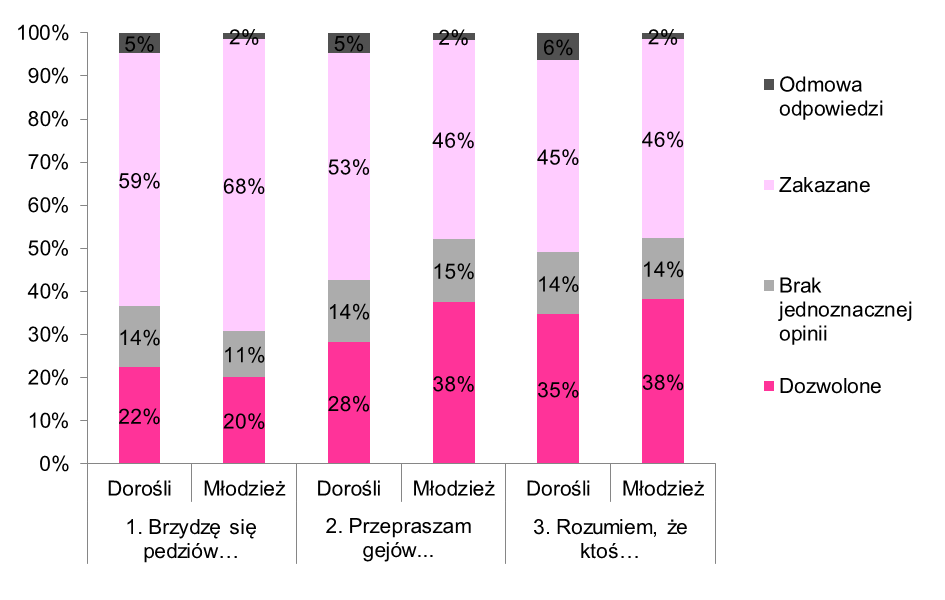 100%
90%
80%
70%
60%
50%
40%
30%
20%
10%
0%
5%
59%
14%
22%
2%
68%
11%
20%
5%
53%
14%
28%
2%
46%
15%
38%
6%
45%
14%
35%
2%
46%
14%
38%
Dorośli
Młodzież
Dorośli
Młodzież
Dorośli
Młodzież
1. Brzydzę się
pedziów…
2. Przepraszam
gejów...
3. Rozumiem, że
ktoś…
Odmowa
odpowiedzi
Zakazane
Brak
jednoznacznej
opinii
Dozwolone